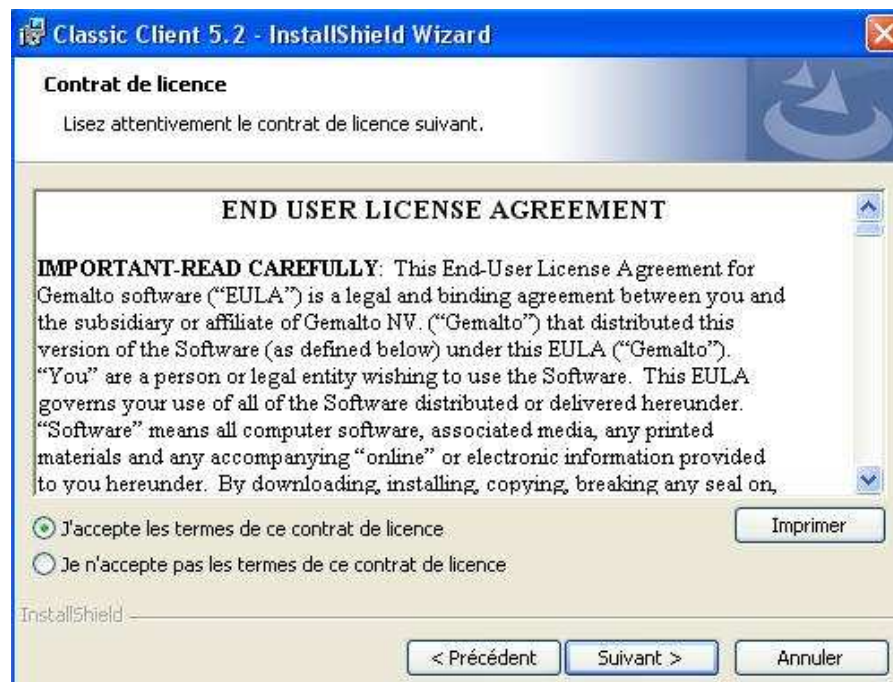 Classic Client 5.2 - InstallShield Wizard
Contrat de licence
Lisez attentivement le contrat de licence suivant.
END USER LICENSE AGREEMENT
IMPORTANT-READ CAREFULLY: This End-User License Agreement for
Gemalto software (“EULA”) is a legal and binding agreement between you and
the subsidiary or affiliate of Gemalto NV. (“Gemalto”) that distributed this
version of the Software (as defined below) under this EULA (“Gemalto”).
“You” are a person or legal entity wishing to use the Software. This EULA
governs your use of all of the Software distributed or delivered hereunder.
“Software” means all computer software, associated media, any printed
materials and any accompanying “online” or electronic information provided
to you hereunder. By downloading, installing, copying, breaking any seal on,
J'accepte les termes de ce contrat de licence
Imprimer
Je n'accepte pas les termes de ce contrat de licence
InstallShield
< Précédent
Suivant >
Annuler